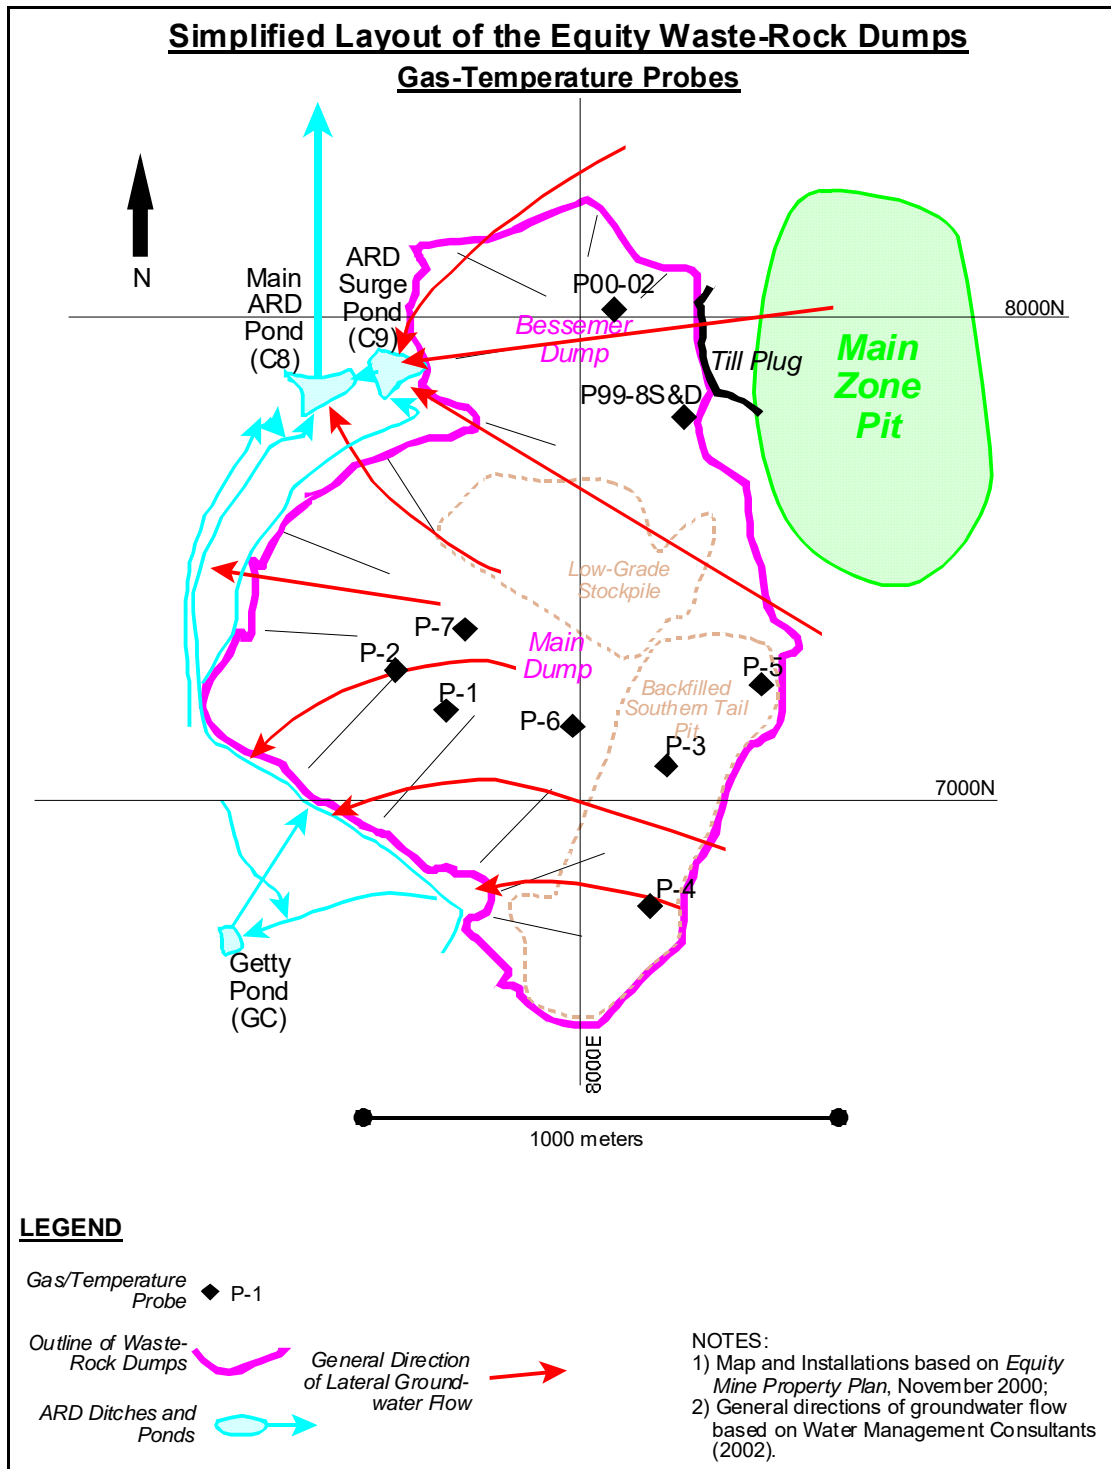 Simplified Layout of the Equity Waste-Rock Dumps
Gas-Temperature Probes
N
Main
ARD
Pond
(C8)
ARD
Surge
Pond
(C9)
P00-02
Bessemer
Dump
8000N
Till Plug
Main
Zone
Pit
P99-8S&D
Low-Grade
Stockpile
P-7
Main
Dump
P-2
P-5
Backfilled
Southern Tail
Pit
P-1
P-6
P-3
7000N
P-4
Getty
Pond
(GC)
8000E
1000 meters
LEGEND
Gas/Temperature
Probe
P-1
Outline of Waste-
Rock Dumps
General Direction
of Lateral Ground-
water Flow
ARD Ditches and
Ponds
NOTES:
1) Map and Installations based on Equity
Mine Property Plan, November 2000;
2) General directions of groundwater flow
based on Water Management Consultants
(2002).